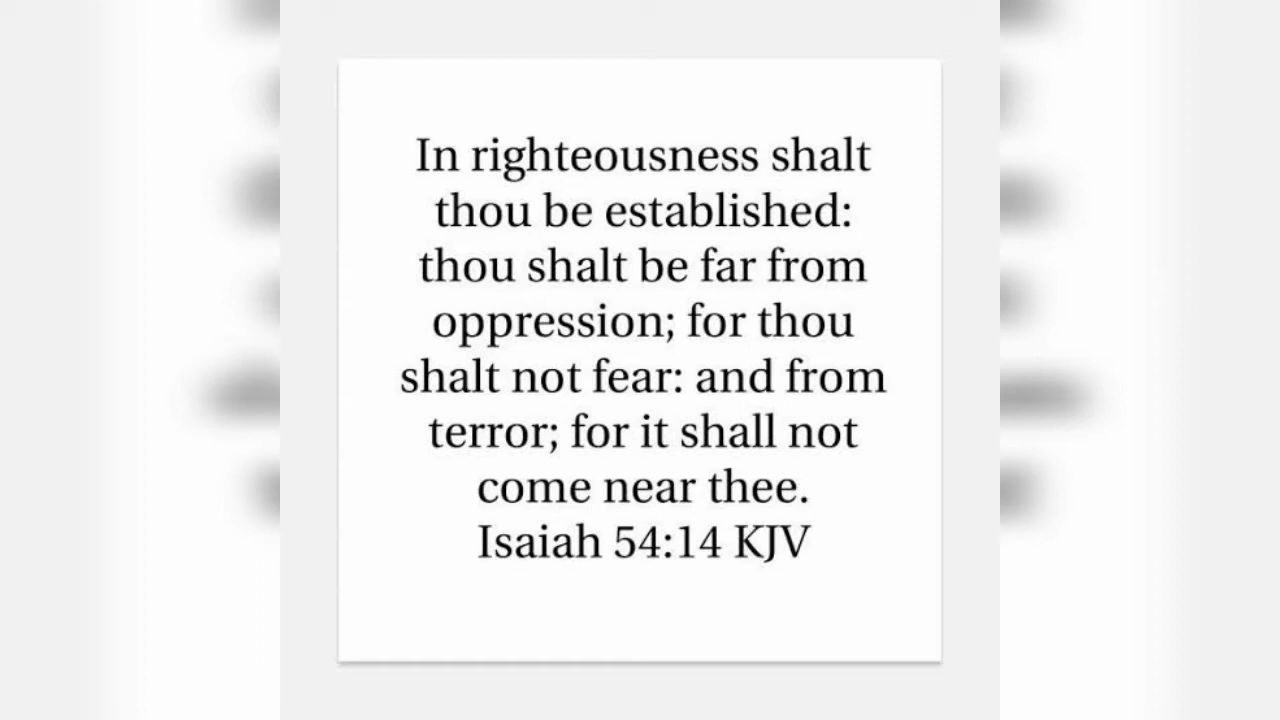 In righteousness shalt
thou be established:
thou shalt be far from
oppression; for thou
shalt not fear: and from
terror; for it shall not
come near thee.
Isaiah 54:14 KJV